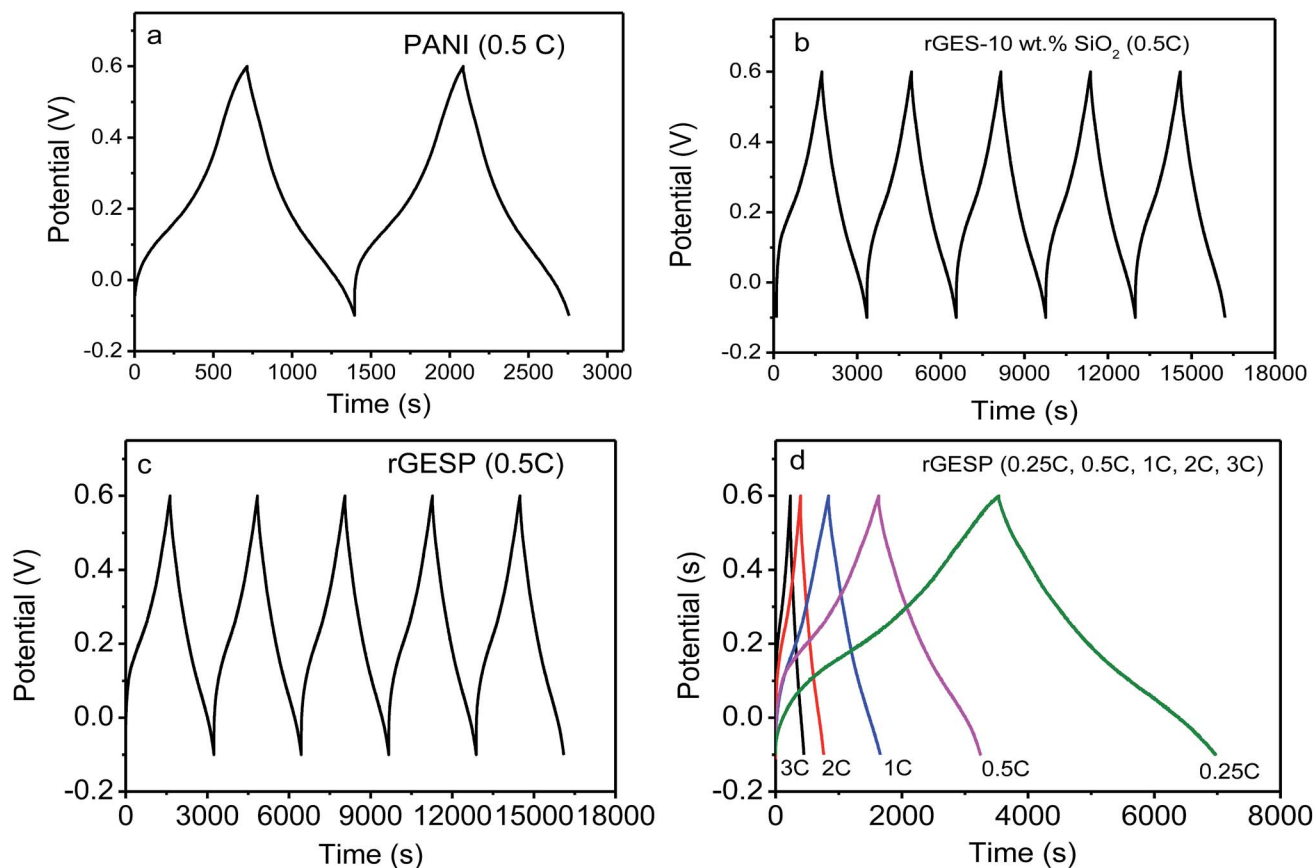 a
PANI (0.5 C)
Potential (V)
0.6
0.4
0.2
0.0
-0.2
0 500 1000 1500 2000 2500 3000
Time (s)
b
rGES-10 wt.% SiO₂ (0.5C)
Potential (V)
0.6
0.4
0.2
0.0
-0.2
0 3000 6000 9000 12000 15000 18000
Time (s)
c
rGESP (0.5C)
Potential (V)
0.6
0.4
0.2
0.0
-0.2
0 3000 6000 9000 12000 15000 18000
Time (s)
d
rGESP (0.25C, 0.5C, 1C, 2C, 3C)
Potential (s)
0.6
0.4
0.2
0.0
-0.2
3C 2C 1C 0.5C 0.25C
0 2000 4000 6000 8000
Time (s)